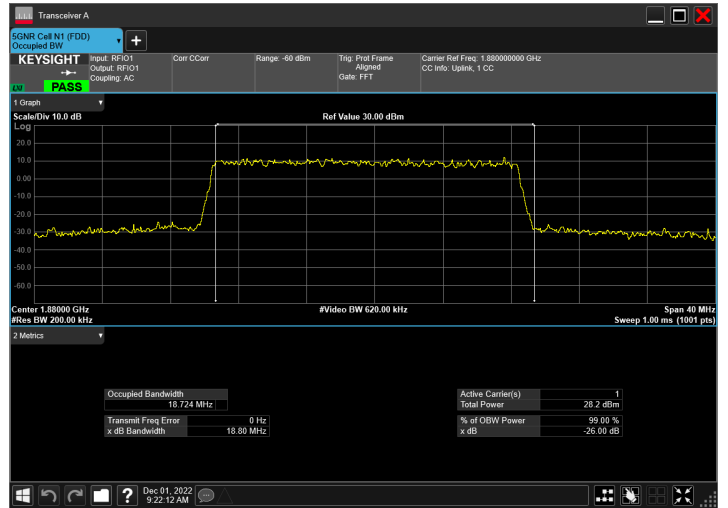 Transceiver A
5GNR Cell N1 (FDD)
Occupied BW
KEYSIGHT
LXI
PASS
Input: RFIO1
Output: RFIO1
Coupling: AC
Corr CCorr
Range: -60 dBm
Trig: Prot Frame
Aligned
Gate: FFT
Carrier Ref Freq: 1.880000000 GHz
CC Info: Uplink, 1 CC
1 Graph
Scale/Div 10.0 dB
Ref Value 30.00 dBm
Log
20.0
10.0
0.00
-10.0
-20.0
-30.0
-40.0
-50.0
-60.0
Center 1.88000 GHz
#Video BW 620.00 kHz
Span 40 MHz
#Res BW 200.00 kHz
Sweep 1.00 ms (1001 pts)
2 Metrics
Occupied Bandwidth
18.724 MHz
Transmit Freq Error 0 Hz
x dB Bandwidth 18.80 MHz
Active Carrier(s) 1
Total Power 28.2 dBm
% of OBW Power 99.00 %
x dB -26.00 dB
?
Dec 01, 2022
9:22:12 AM